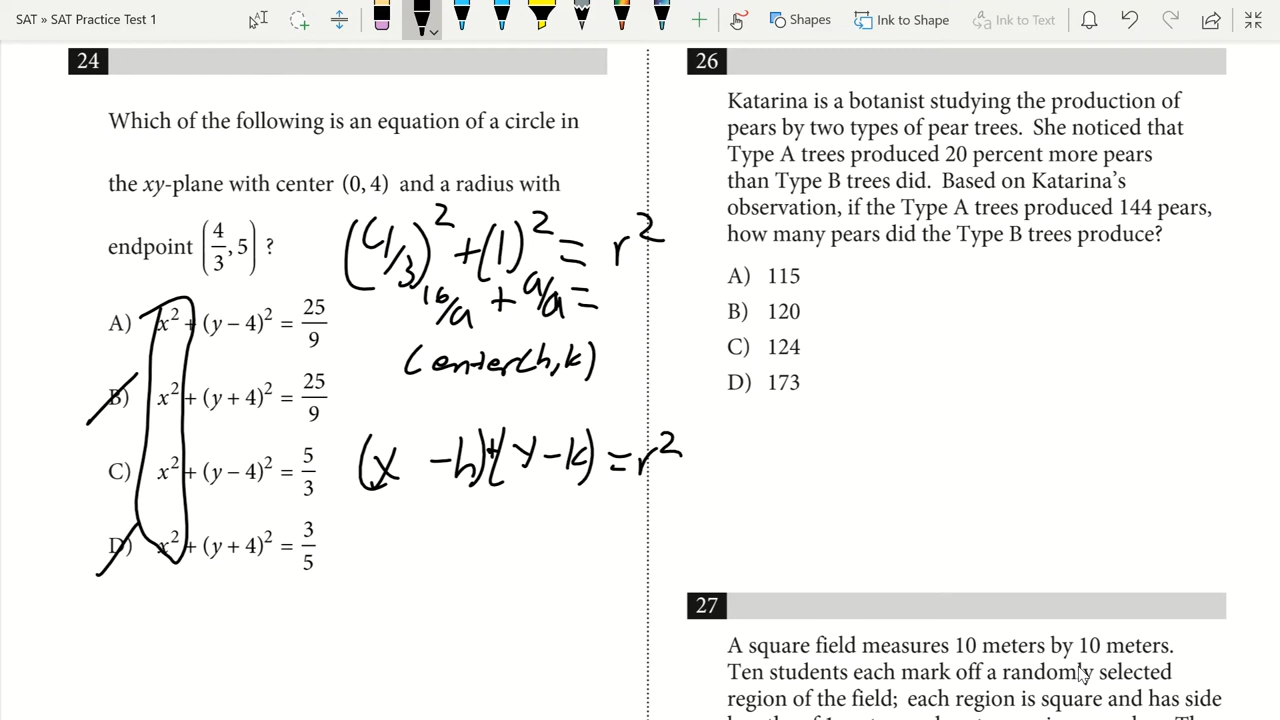 SAT » SAT Practice Test 1
Shapes
Ink to Shape
Ink to Text
24
Which of the following is an equation of a circle in
the xy-plane with center (0, 4) and a radius with
endpoint (4/3, 5) ?
A) x² + (y − 4)² = 25/9
B) x² + (y + 4)² = 25/9
C) x² + (y − 4)² = 5/3
D) x² + (y + 4)² = 3/5
(4/3)² + (1)² = r²
16/9 + 9/9 =
Center(h,k)
(x - h) + (y - k) = r²
26
Katarina is a botanist studying the production of
pears by two types of pear trees. She noticed that
Type A trees produced 20 percent more pears
than Type B trees did. Based on Katarina’s
observation, if the Type A trees produced 144 pears,
how many pears did the Type B trees produce?
A) 115
B) 120
C) 124
D) 173
27
A square field measures 10 meters by 10 meters.
Ten students each mark off a randomly selected
region of the field; each region is square and has side